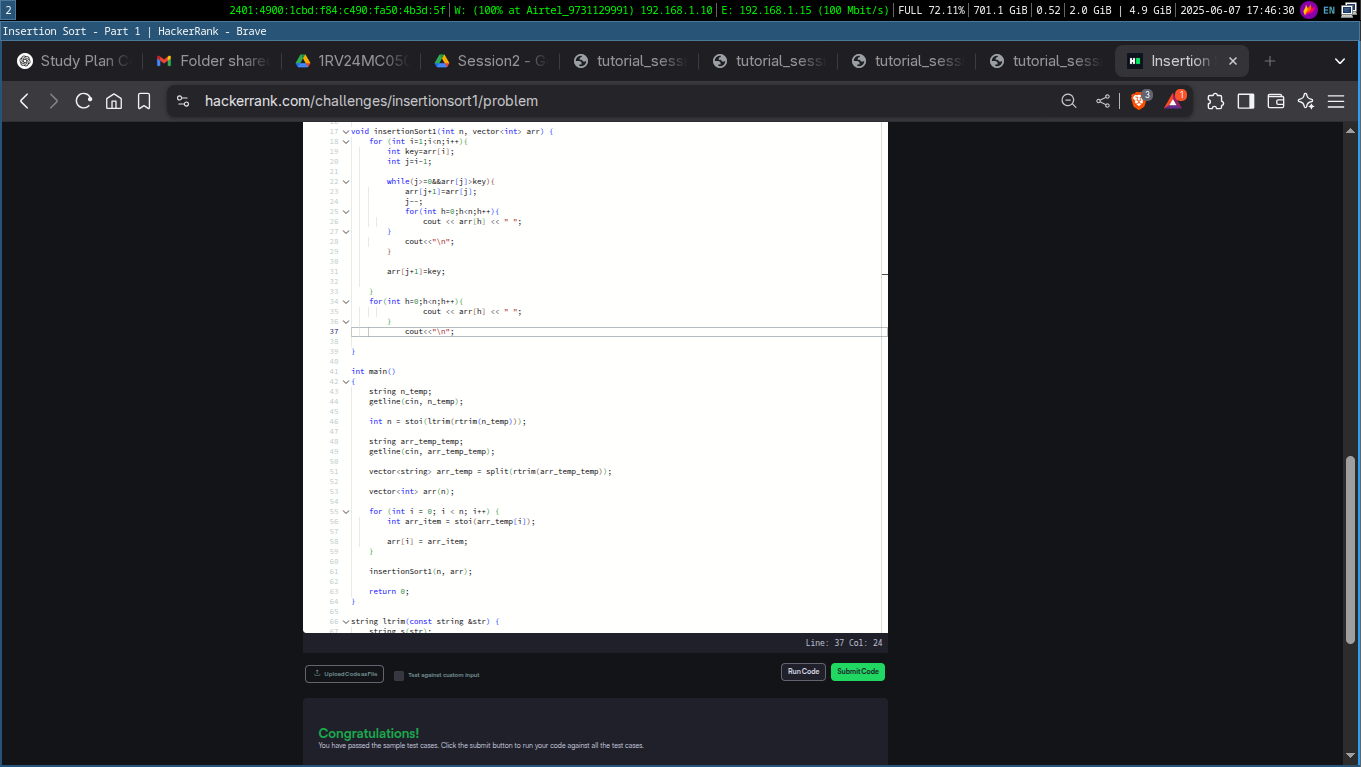 2
2401:4900:1cbd:f84:c490:fa50:4b3d:5f|W: (100% at Airtel_9731129991) 192.168.1.10|E: 192.168.1.15 (100 Mbit/s)|FULL 72.11%|701.1 GiB|0.52|2.0 GiB | 4.9 GiB|2025-06-07 17:46:30 EN
Insertion Sort - Part 1 | HackerRank - Brave
Study Plan C
Folder share
1RV24MC05
Session2 - G
tutorial_sess
tutorial_sess
tutorial_sess
tutorial_sess
Insertion
hackerrank.com/challenges/insertionsort1/problem
3
1
17 void insertionSort1(int n, vector<int> arr) {
18 for (int i=1;i<n;i++){
19 int key=arr[i];
20 int j=i-1;
21
22 while(j>=0&&arr[j]>key){
23 arr[j+1]=arr[j];
24 j--;
25 for(int h=0;h<n;h++){
26 cout << arr[h] << " ";
27 }
28 cout<<"\n";
29 }
30
31 arr[j+1]=key;
32
33 }
34 for(int h=0;h<n;h++){
35 cout << arr[h] << " ";
36 }
37 cout<<"\n";
38
39 }
40
41 int main()
42 {
43 string n_temp;
44 getline(cin, n_temp);
45
46 int n = stoi(ltrim(rtrim(n_temp)));
47
48 string arr_temp_temp;
49 getline(cin, arr_temp_temp);
50
51 vector<string> arr_temp = split(rtrim(arr_temp_temp));
52
53 vector<int> arr(n);
54
55 for (int i = 0; i < n; i++) {
56 int arr_item = stoi(arr_temp[i]);
57
58 arr[i] = arr_item;
59 }
60
61 insertionSort1(n, arr);
62
63 return 0;
64 }
65
66 string ltrim(const string &str) {
67 string s(str);
Line: 37 Col: 24
Upload Code as File
Test against custom input
Run Code
Submit Code
Congratulations!
You have passed the sample test cases. Click the submit button to run your code against all the test cases.